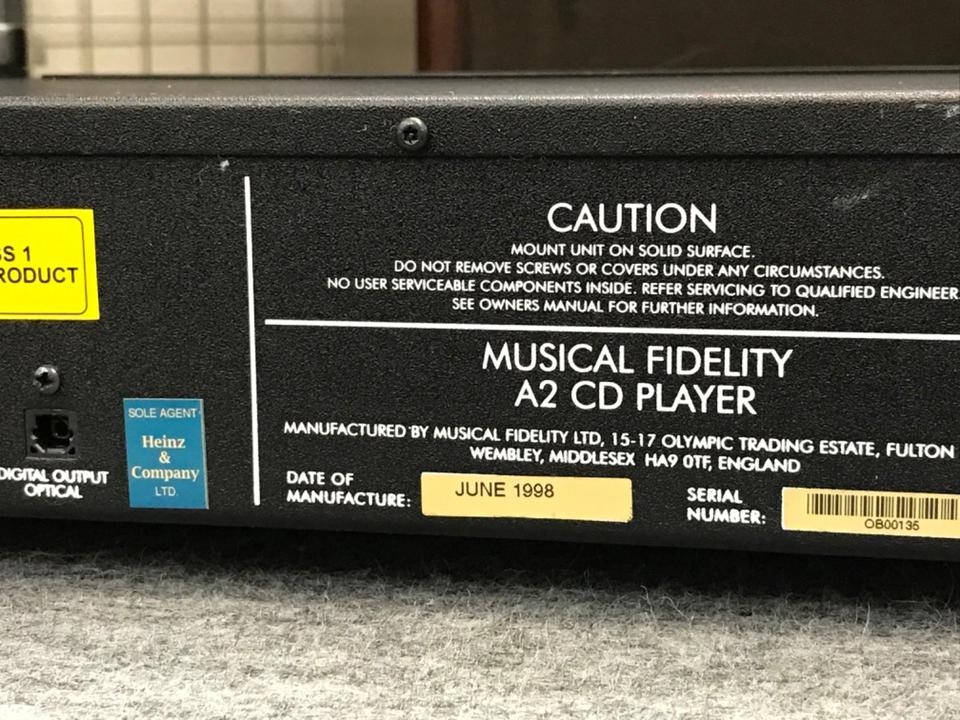 SS 1
PRODUCT
DIGITAL OUTPUT
OPTICAL
SOLE AGENT
Heinz
&
Company
LTD.
CAUTION
MOUNT UNIT ON SOLID SURFACE.
DO NOT REMOVE SCREWS OR COVERS UNDER ANY CIRCUMSTANCES.
NO USER SERVICEABLE COMPONENTS INSIDE. REFER SERVICING TO QUALIFIED ENGINEER
SEE OWNERS MANUAL FOR FURTHER INFORMATION.
MUSICAL FIDELITY
A2 CD PLAYER
MANUFACTURED BY MUSICAL FIDELITY LTD, 15-17 OLYMPIC TRADING ESTATE, FULTON
WEMBLEY, MIDDLESEX HA9 0TF, ENGLAND
DATE OF
MANUFACTURE:
JUNE 1998
SERIAL
NUMBER:
OB00135